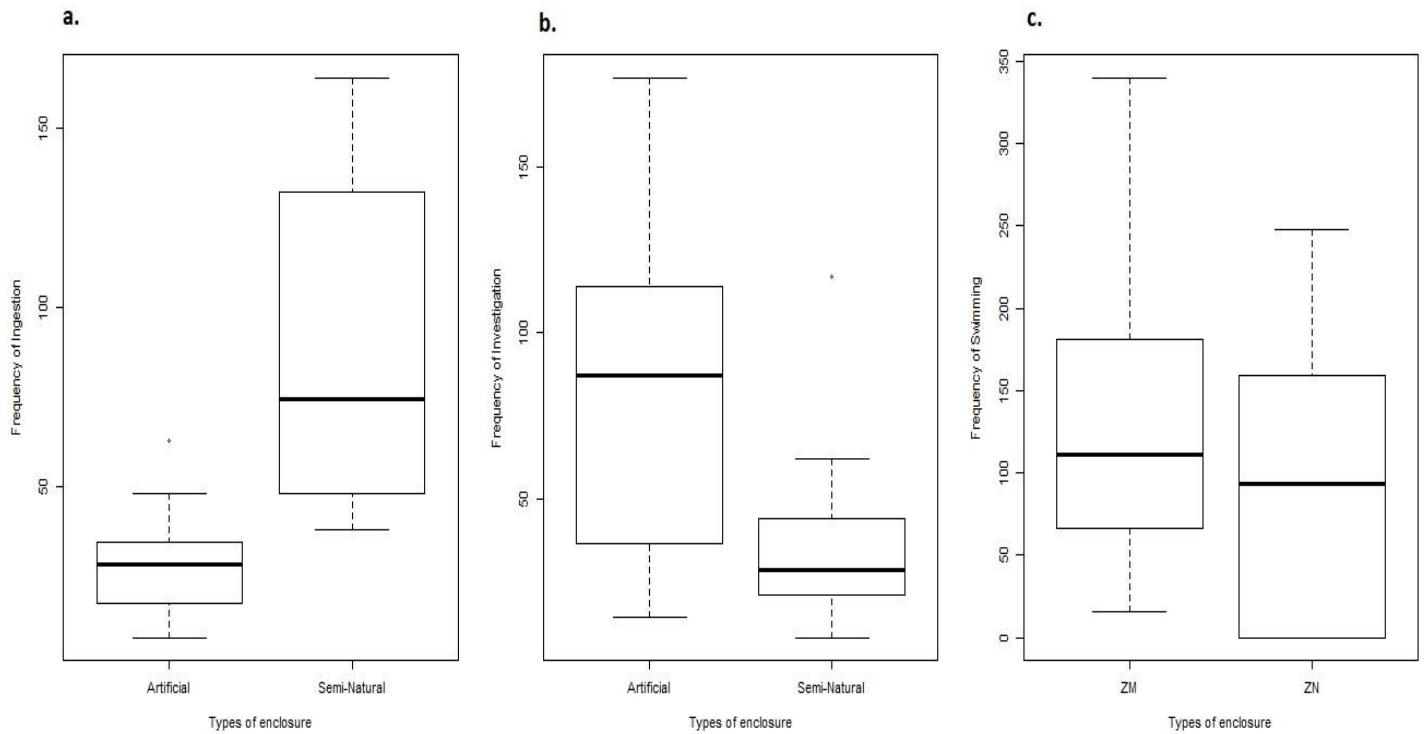 a.
Frequency of Ingestion
150
100
50
Artificial
Semi-Natural
Types of enclosure
b.
Frequency of Investigation
150
100
50
Artificial
Semi-Natural
Types of enclosure
c.
Frequency of Swimming
350
300
250
200
150
100
50
0
ZM
ZN
Types of enclosure